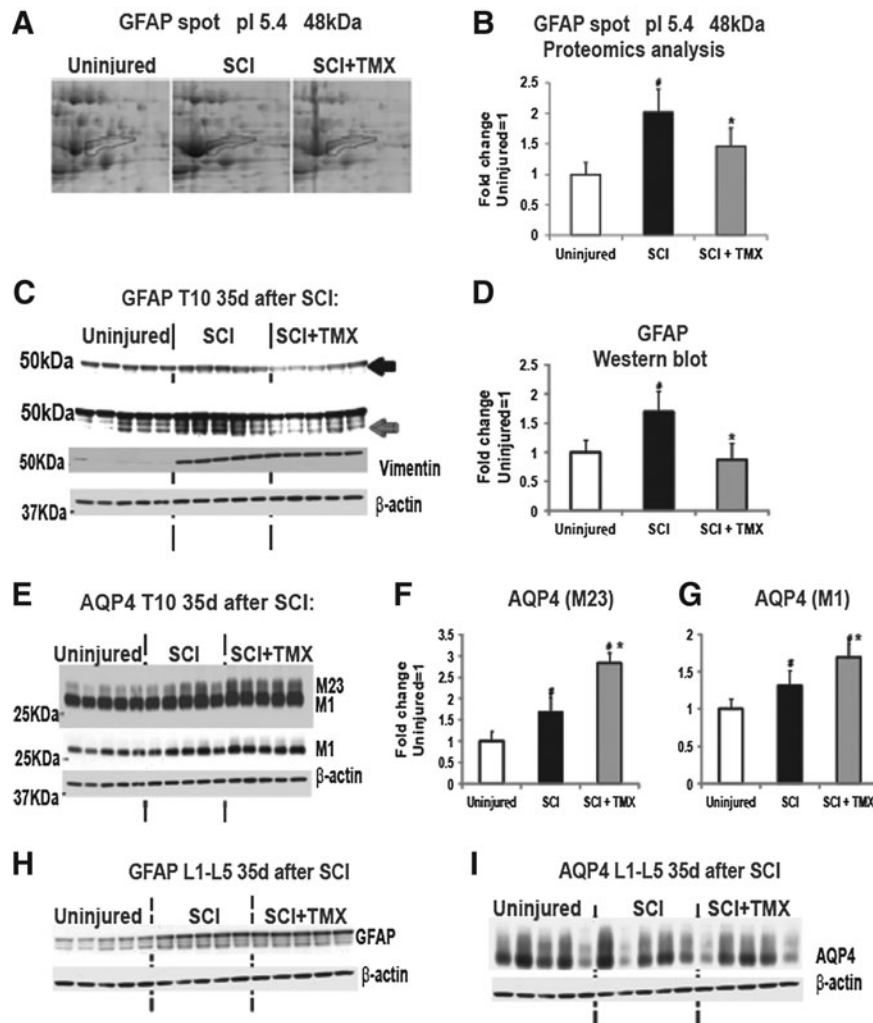 A
GFAP spot pI 5.4 48kDa
Uninjured SCI SCI+TMX
B
GFAP spot pI 5.4 48kDa
Proteomics analysis
Fold change
Uninjured=1
2.5
2
1.5
1
0.5
0
#
*
Uninjured SCI SCI + TMX
C
GFAP T10 35d after SCI:
Uninjured SCI SCI+TMX
50kDa
50kDa
50KDa Vimentin
37KDa β-actin
D
GFAP
Western blot
Fold change
Uninjured=1
2.5
2
1.5
1
0.5
0
#
*
Uninjured SCI SCI + TMX
E
AQP4 T10 35d after SCI:
Uninjured SCI SCI+TMX
M23
M1
25KDa
25KDa M1
β-actin
37KDa
F
AQP4 (M23)
Fold change
Uninjured=1
3.5
3
2.5
2
1.5
1
0.5
0
#
# *
Uninjured SCI SCI + TMX
G
AQP4 (M1)
2
1.5
1
0.5
0
#
# *
Uninjured SCI SCI + TMX
H
GFAP L1-L5 35d after SCI
Uninjured SCI SCI+TMX
GFAP
β-actin
I
AQP4 L1-L5 35d after SCI
Uninjured SCI SCI+TMX
AQP4
β-actin